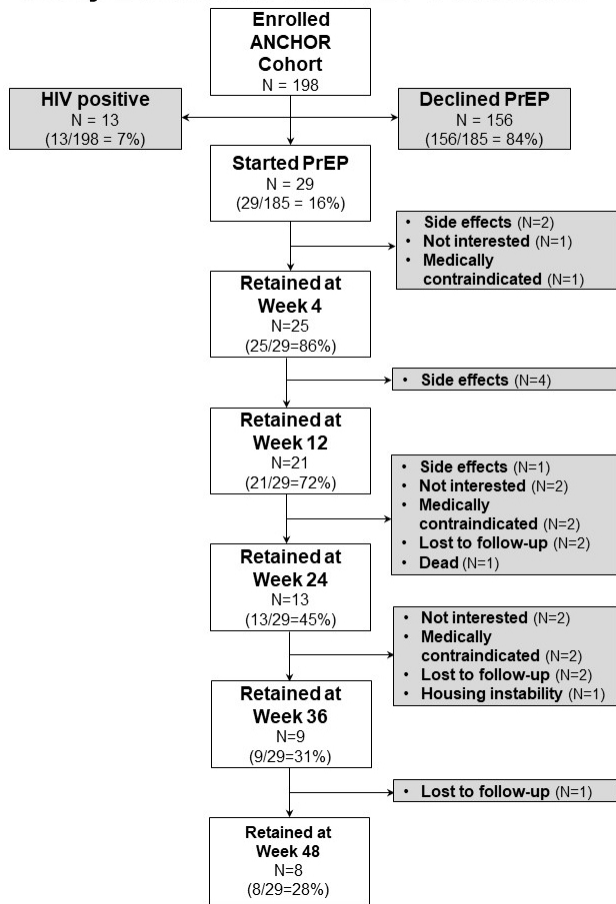 Enrolled
ANCHOR
Cohort
N = 198
HIV positive
N = 13
(13/198 = 7%)
Declined PrEP
N = 156
(156/185 = 84%)
Started PrEP
N = 29
(29/185 = 16%)
• Side effects (N=2)
• Not interested (N=1)
• Medically
contraindicated (N=1)
Retained at
Week 4
N=25
(25/29=86%)
• Side effects (N=4)
Retained at
Week 12
N=21
(21/29=72%)
• Side effects (N=1)
• Not interested (N=2)
• Medically
contraindicated (N=2)
• Lost to follow-up (N=2)
• Dead (N=1)
Retained at
Week 24
N=13
(13/29=45%)
• Not interested (N=2)
• Medically
contraindicated (N=2)
• Lost to follow-up (N=2)
• Housing instability (N=1)
Retained at
Week 36
N=9
(9/29=31%)
• Lost to follow-up (N=1)
Retained at
Week 48
N=8
(8/29=28%)